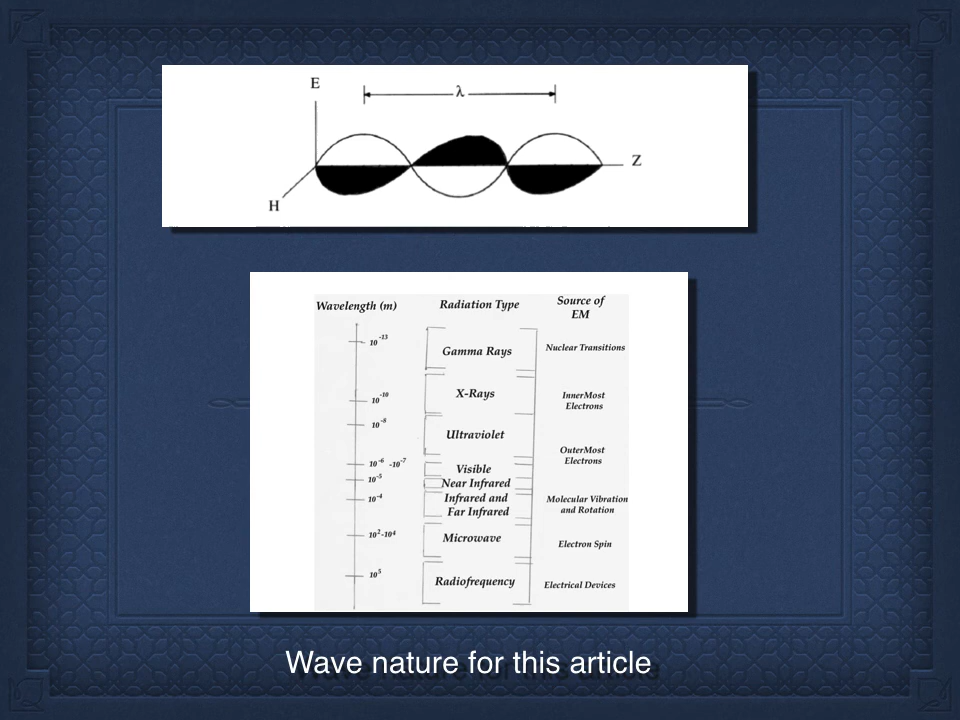 E
λ
Z
H
Wavelength (m) Radiation Type Source of EM
10^-13
Gamma Rays
Nuclear Transitions
10^-10
X-Rays
InnerMost
Electrons
10^-8
Ultraviolet
OuterMost
Electrons
10^-6 -10^-7
Visible
10^-5
Near Infrared
10^-4
Infrared and
Far Infrared
Molecular Vibration
and Rotation
10^2-10^4
Microwave
Electron Spin
10^5
Radiofrequency
Electrical Devices
Wave nature for this article